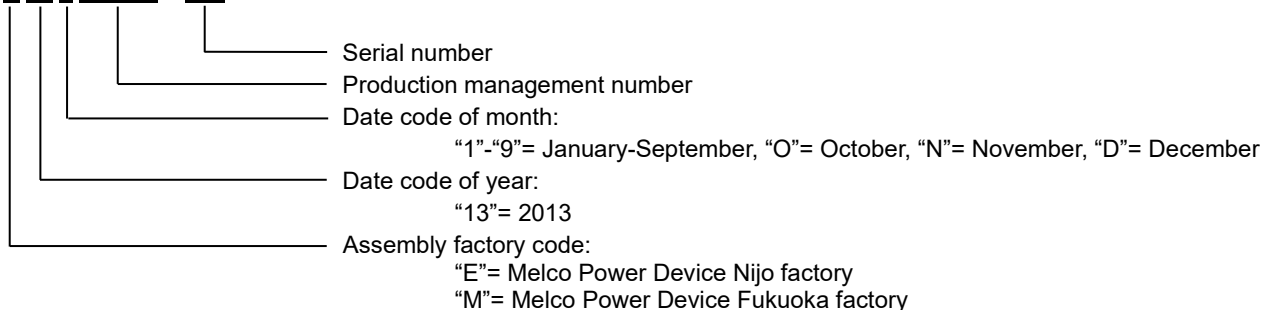 Serial number
Production management number
Date code of month:
“1”-“9”= January-September, “O”= October, “N”= November, “D”= December
Date code of year:
“13”= 2013
Assembly factory code:
“E”= Melco Power Device Nijo factory
“M”= Melco Power Device Fukuoka factory